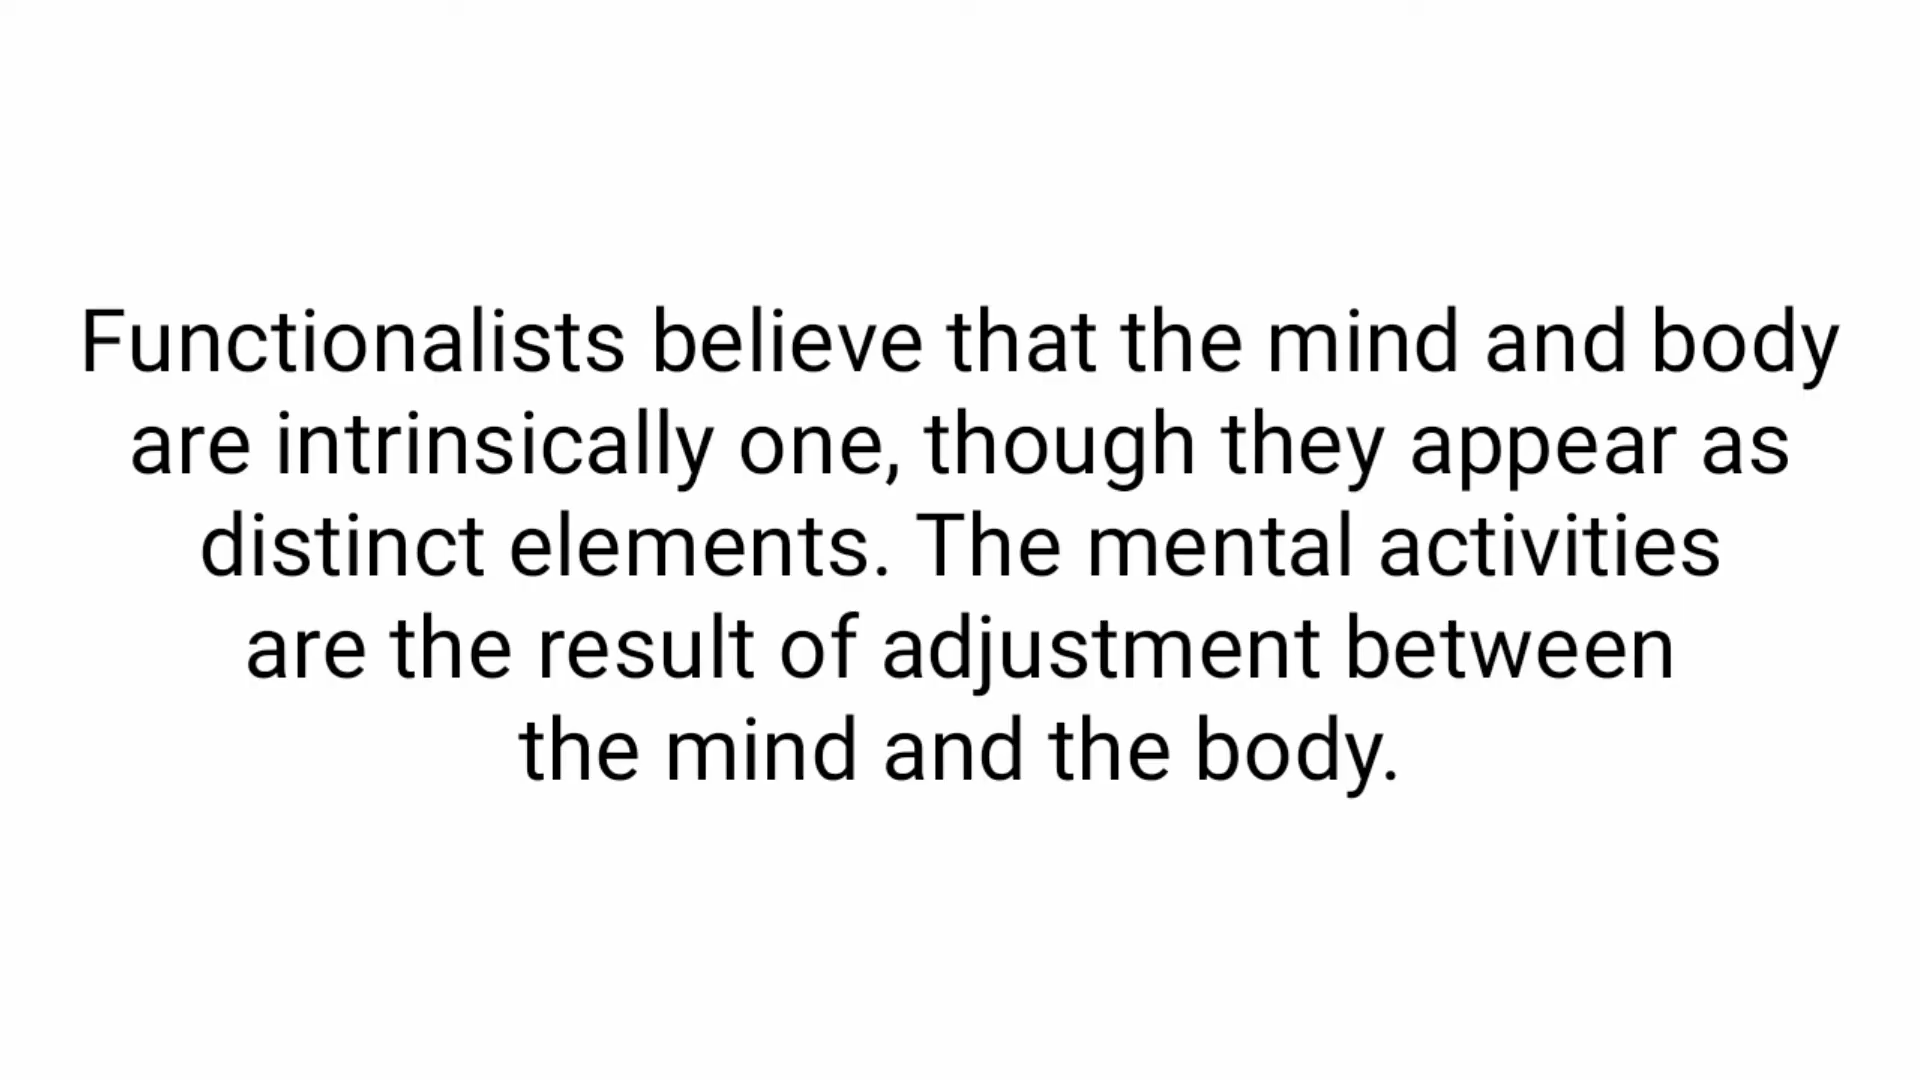 Functionalists believe that the mind and body
are intrinsically one, though they appear as
distinct elements. The mental activities
are the result of adjustment between
the mind and the body.